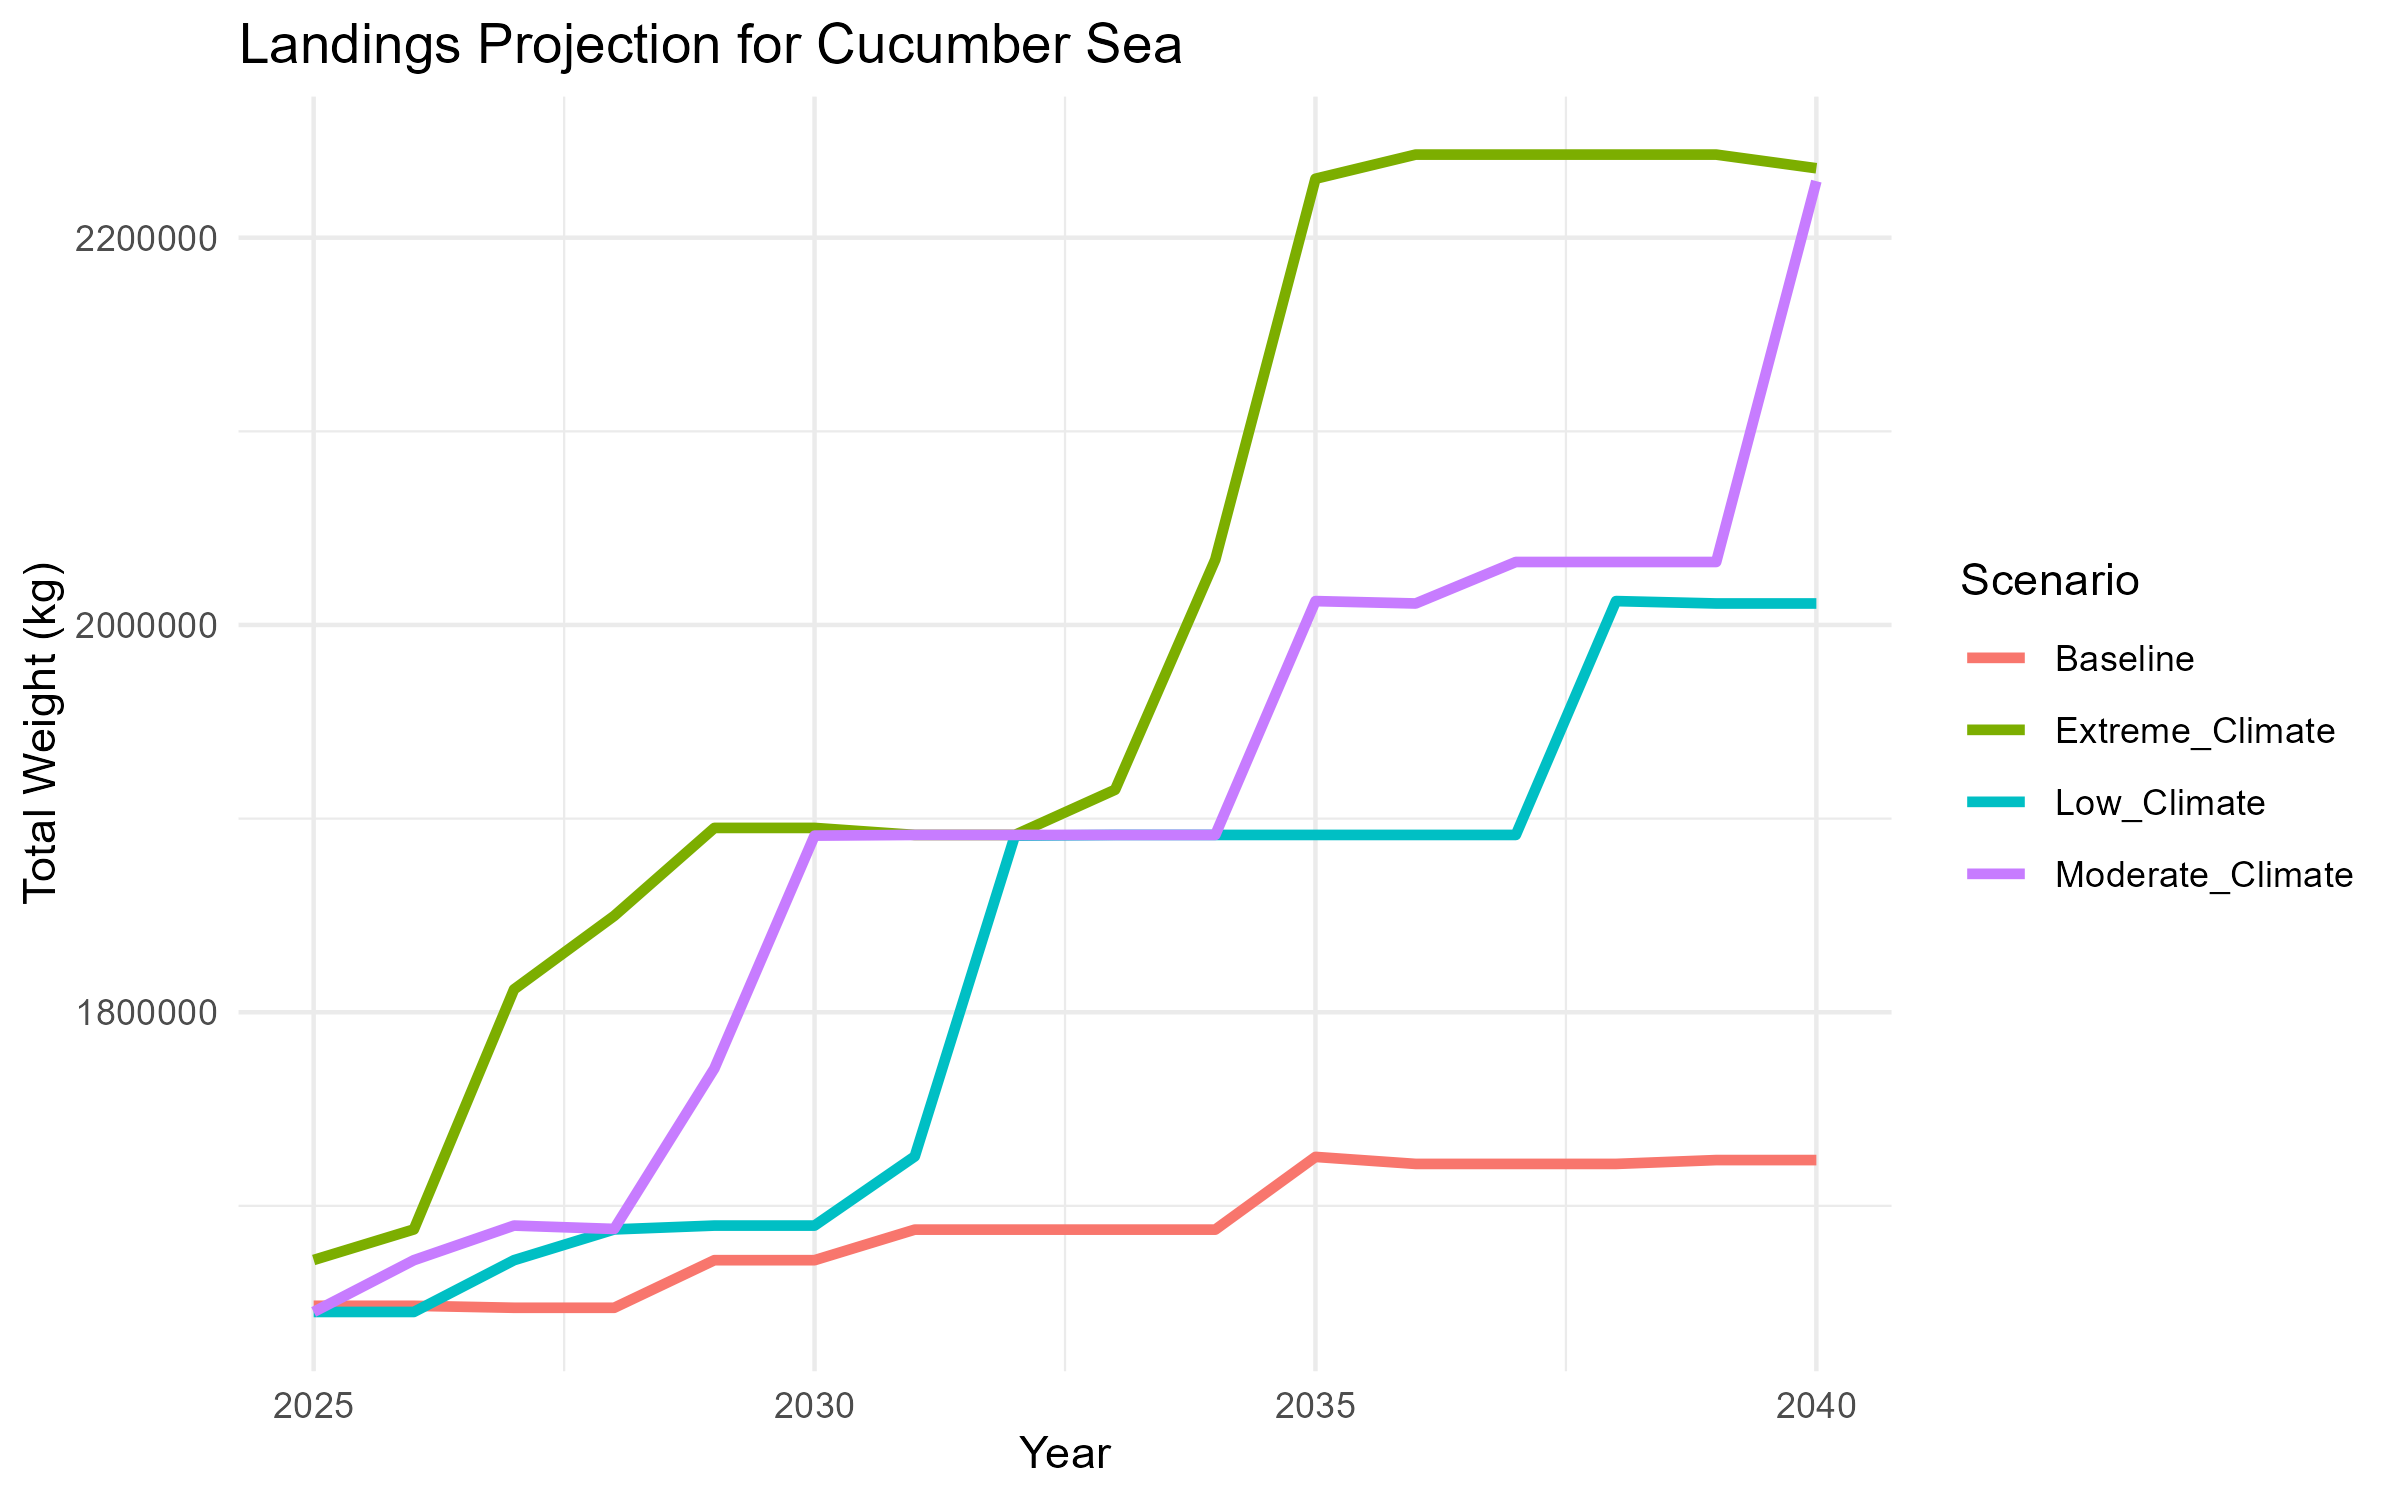 Landings Projection for Cucumber Sea
Total Weight (kg)
2200000
2000000
1800000
2025
2030
2035
2040
Year
Scenario
Baseline
Extreme_Climate
Low_Climate
Moderate_Climate